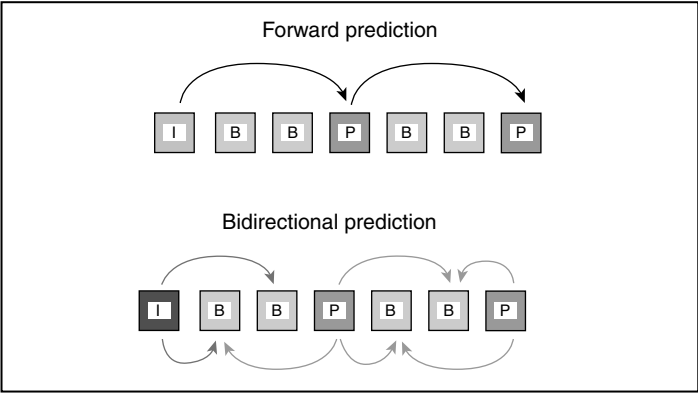 Forward prediction
I B B P B B P
Bidirectional prediction
I B B P B B P